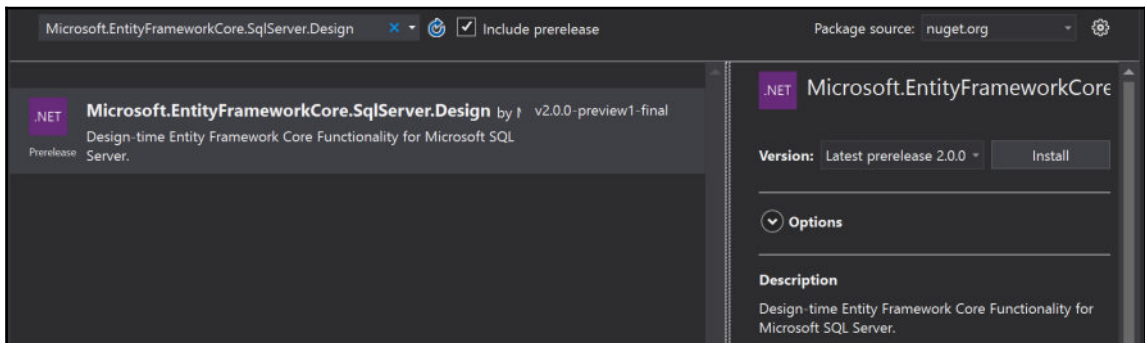 Microsoft.EntityFrameworkCore.SqlServer.Design
Include prerelease
Package source: nuget.org
.NET
Prerelease
Microsoft.EntityFrameworkCore.SqlServer.Design by
v2.0.0-preview1-final
Design-time Entity Framework Core Functionality for Microsoft SQL
Server.
.NET
Microsoft.EntityFrameworkCore
Version: Latest prerelease 2.0.0
Install
Options
Description
Design-time Entity Framework Core Functionality for
Microsoft SQL Server.